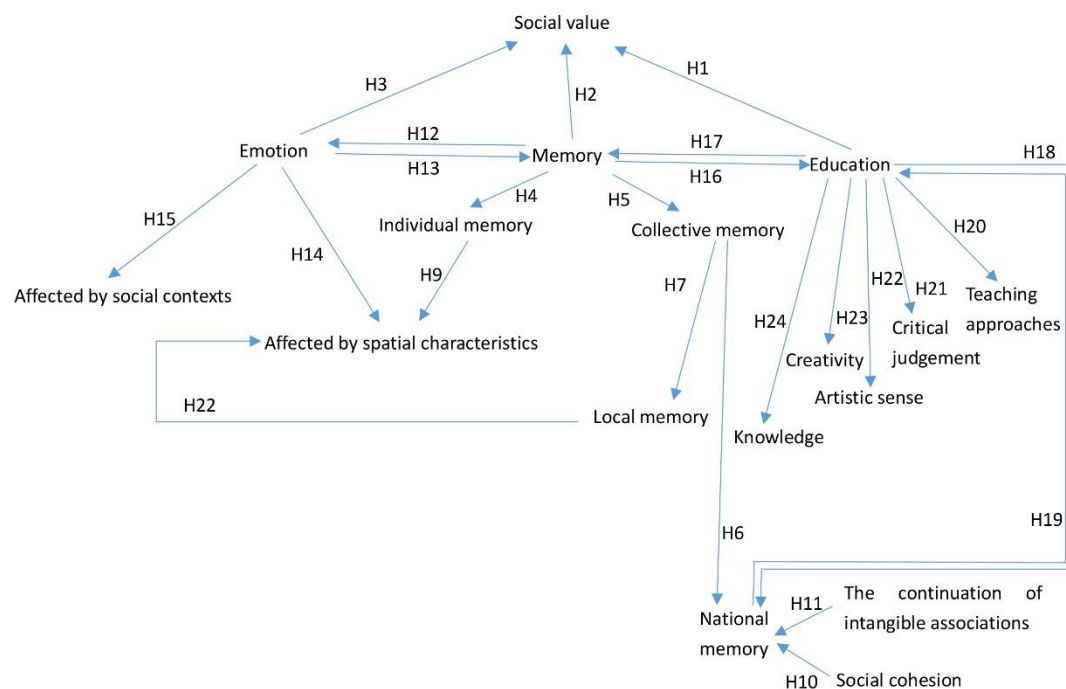 Social value
H3
H2
H1
H12
H17
H18
Emotion
Memory
Education
H13
H16
H4
H5
H15
Individual memory
Collective memory
H20
H14
H9
H7
H22
H21
Affected by social contexts
Teaching
approaches
H24
H23
Critical
judgement
Affected by spatial characteristics
Creativity
Artistic sense
H22
Local memory
Knowledge
H19
H6
The continuation of
intangible associations
H11
National
memory
H10
Social cohesion